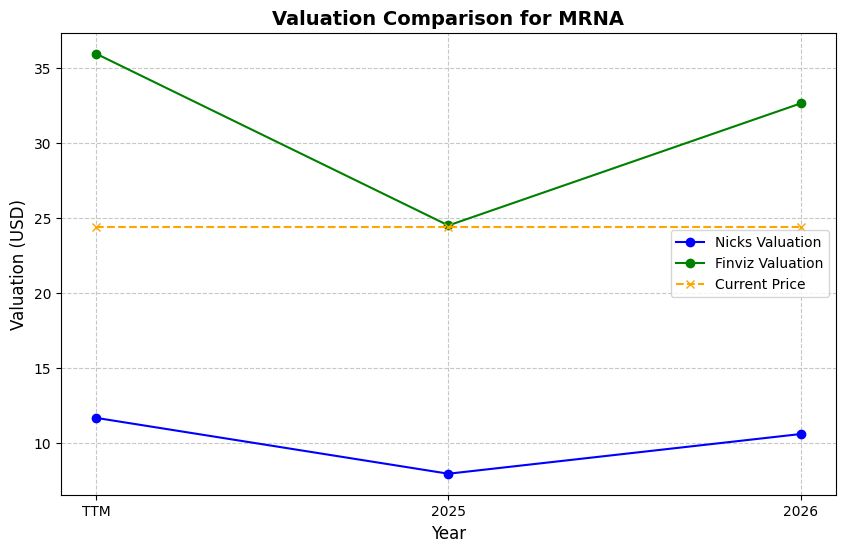 Valuation Comparison for MRNA
Valuation (USD)
35
30
25
20
15
10
Nicks Valuation
Finviz Valuation
Current Price
TTM
2025
2026
Year